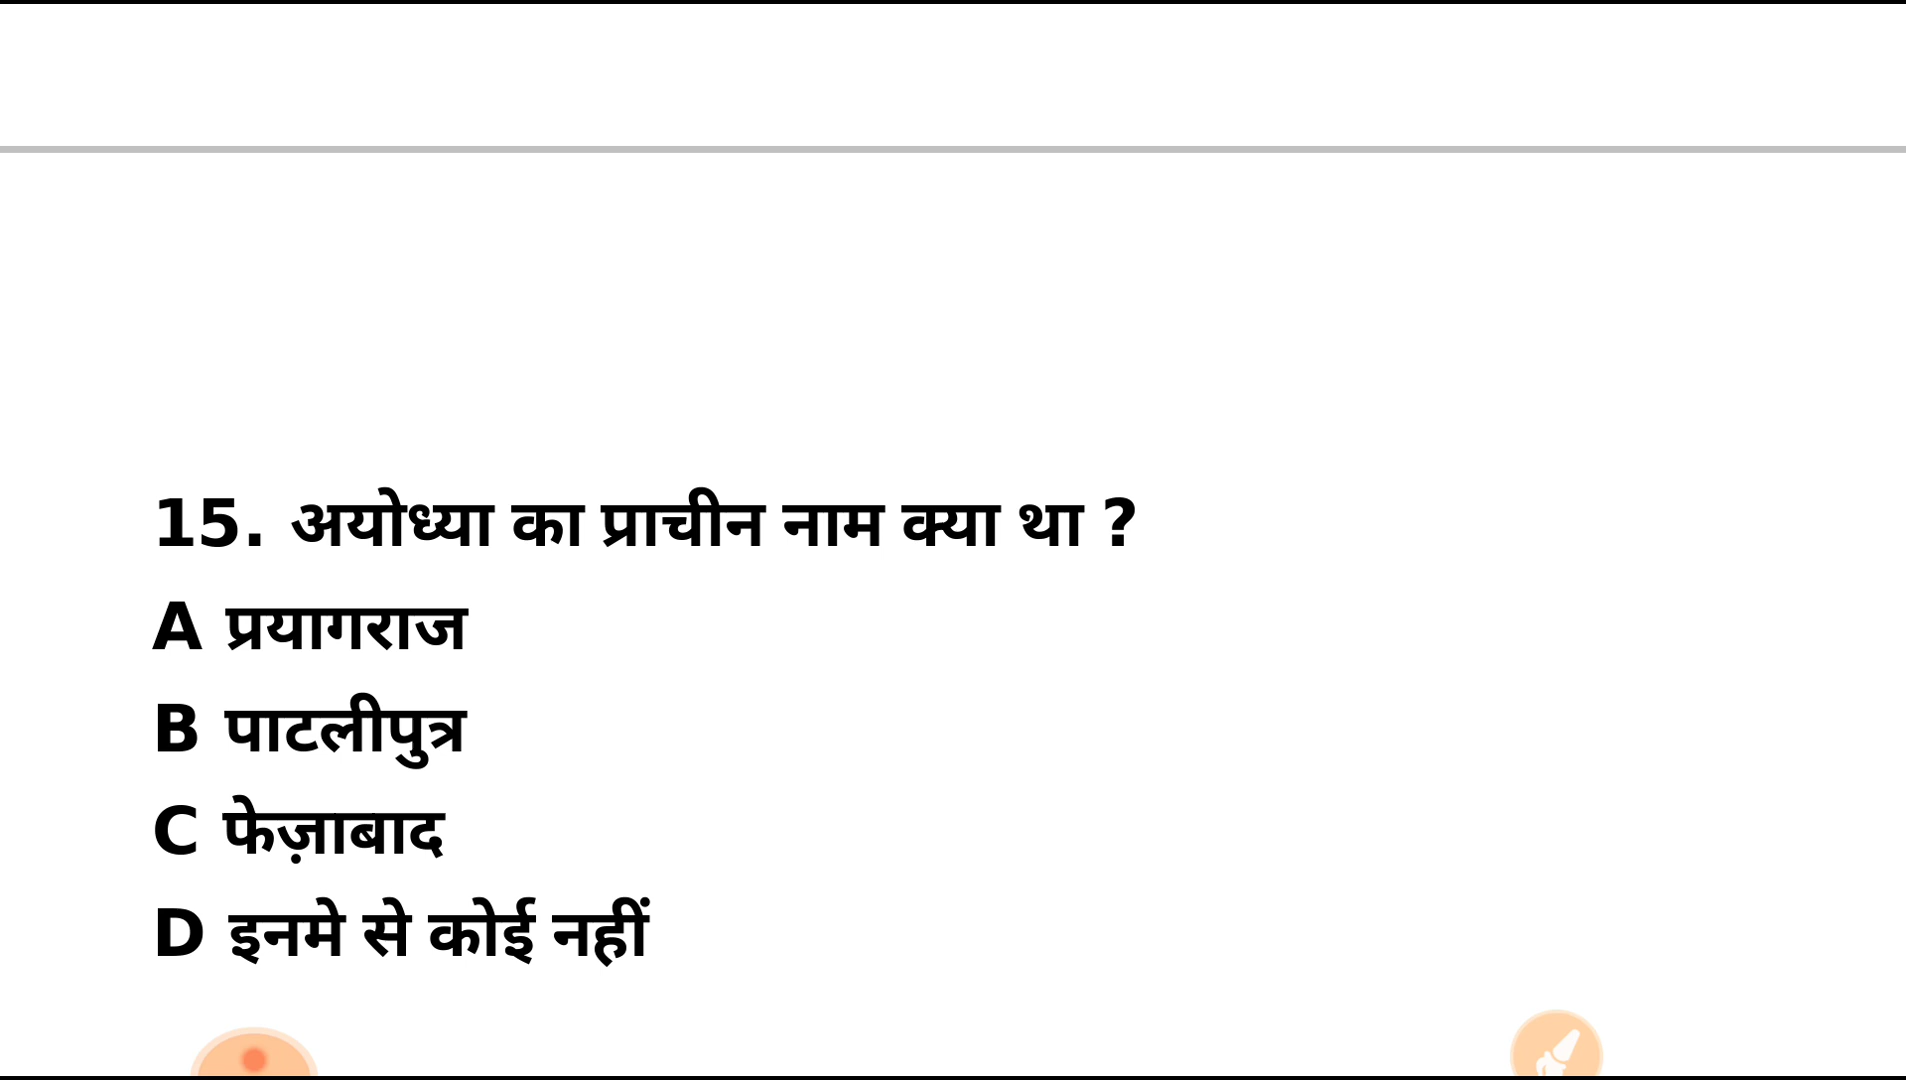 15. अयोध्या का प्राचीन नाम क्या था ?
A प्रयागराज
B पाटलीपुत्र
C फेज़ाबाद
D इनमे से कोई नहीं